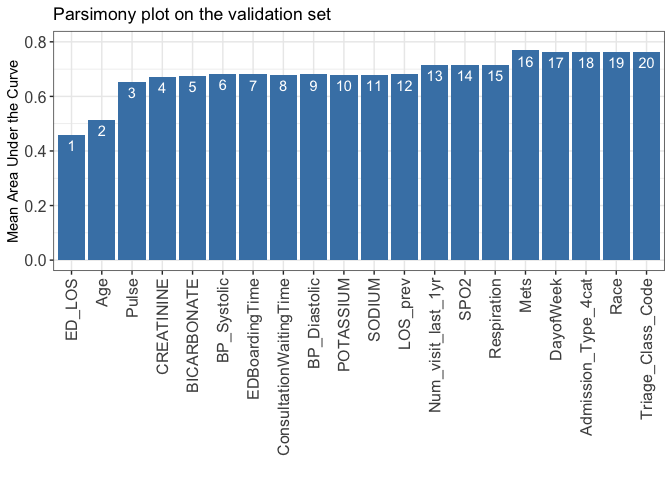 Parsimony plot on the validation set
Mean Area Under the Curve
0.8
0.6
0.4
0.2
0.0
1
2
3
4
5
6
7
8
9
10
11
12
13
14
15
16
17
18
19
20
ED_LOS
Age
Pulse
CREATININE
BICARBONATE
BP_Systolic
EDBoardingTime
ConsultationWaitingTime
BP_Diastolic
POTASSIUM
SODIUM
LOS_prev
Num_visit_last_1yr
SPO2
Respiration
Mets
DayofWeek
Admission_Type_4cat
Race
Triage_Class_Code